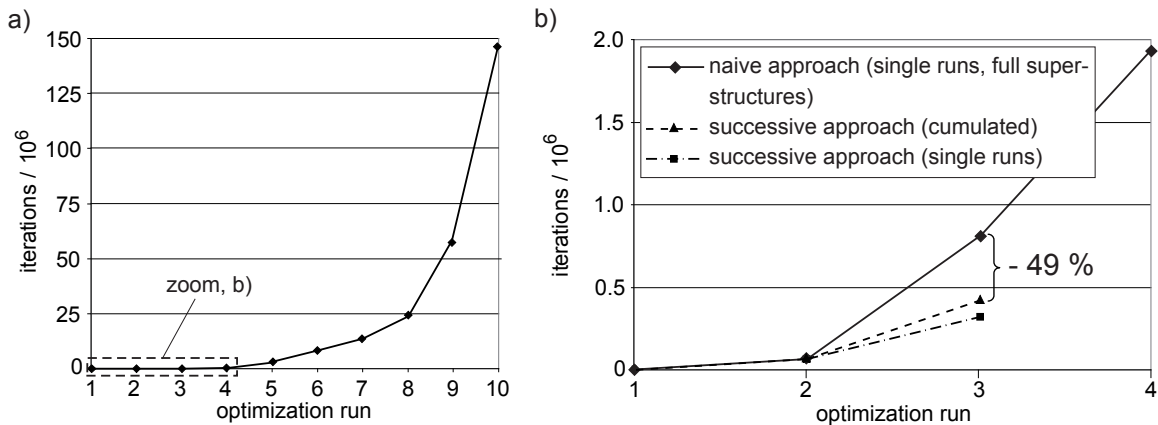 a)
iterations / 10^6
150
125
100
75
50
25
0
zoom, b)
1 2 3 4 5 6 7 8 9 10
optimization run
b)
iterations / 10^6
2.0
1.5
1.0
0.5
0
naive approach (single runs, full super-
structures)
successive approach (cumulated)
successive approach (single runs)
- 49 %
1 2 3 4
optimization run